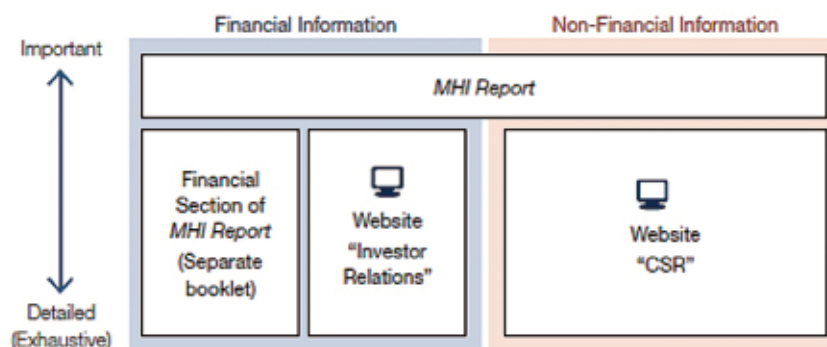 Financial Information
Non-Financial Information
Important
MHI Report
Financial
Section of
MHI Report
(Separate
booklet)
Website
“Investor
Relations”
Website
“CSR”
Detailed
(Exhaustive)